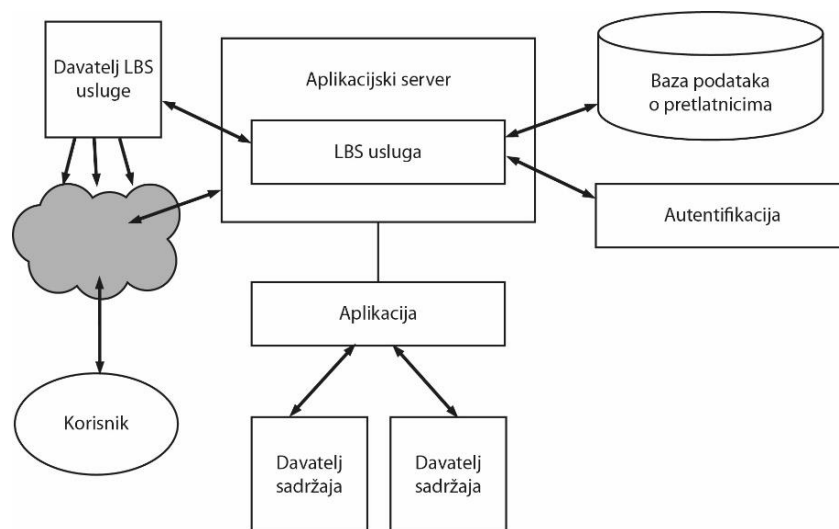 Davatelj LBS
usluge
Aplikacijski server
LBS usluga
Baza podataka
o pretlatnicima
Autentifikacija
Aplikacija
Korisnik
Davatelj
sadržaja
Davatelj
sadržaja